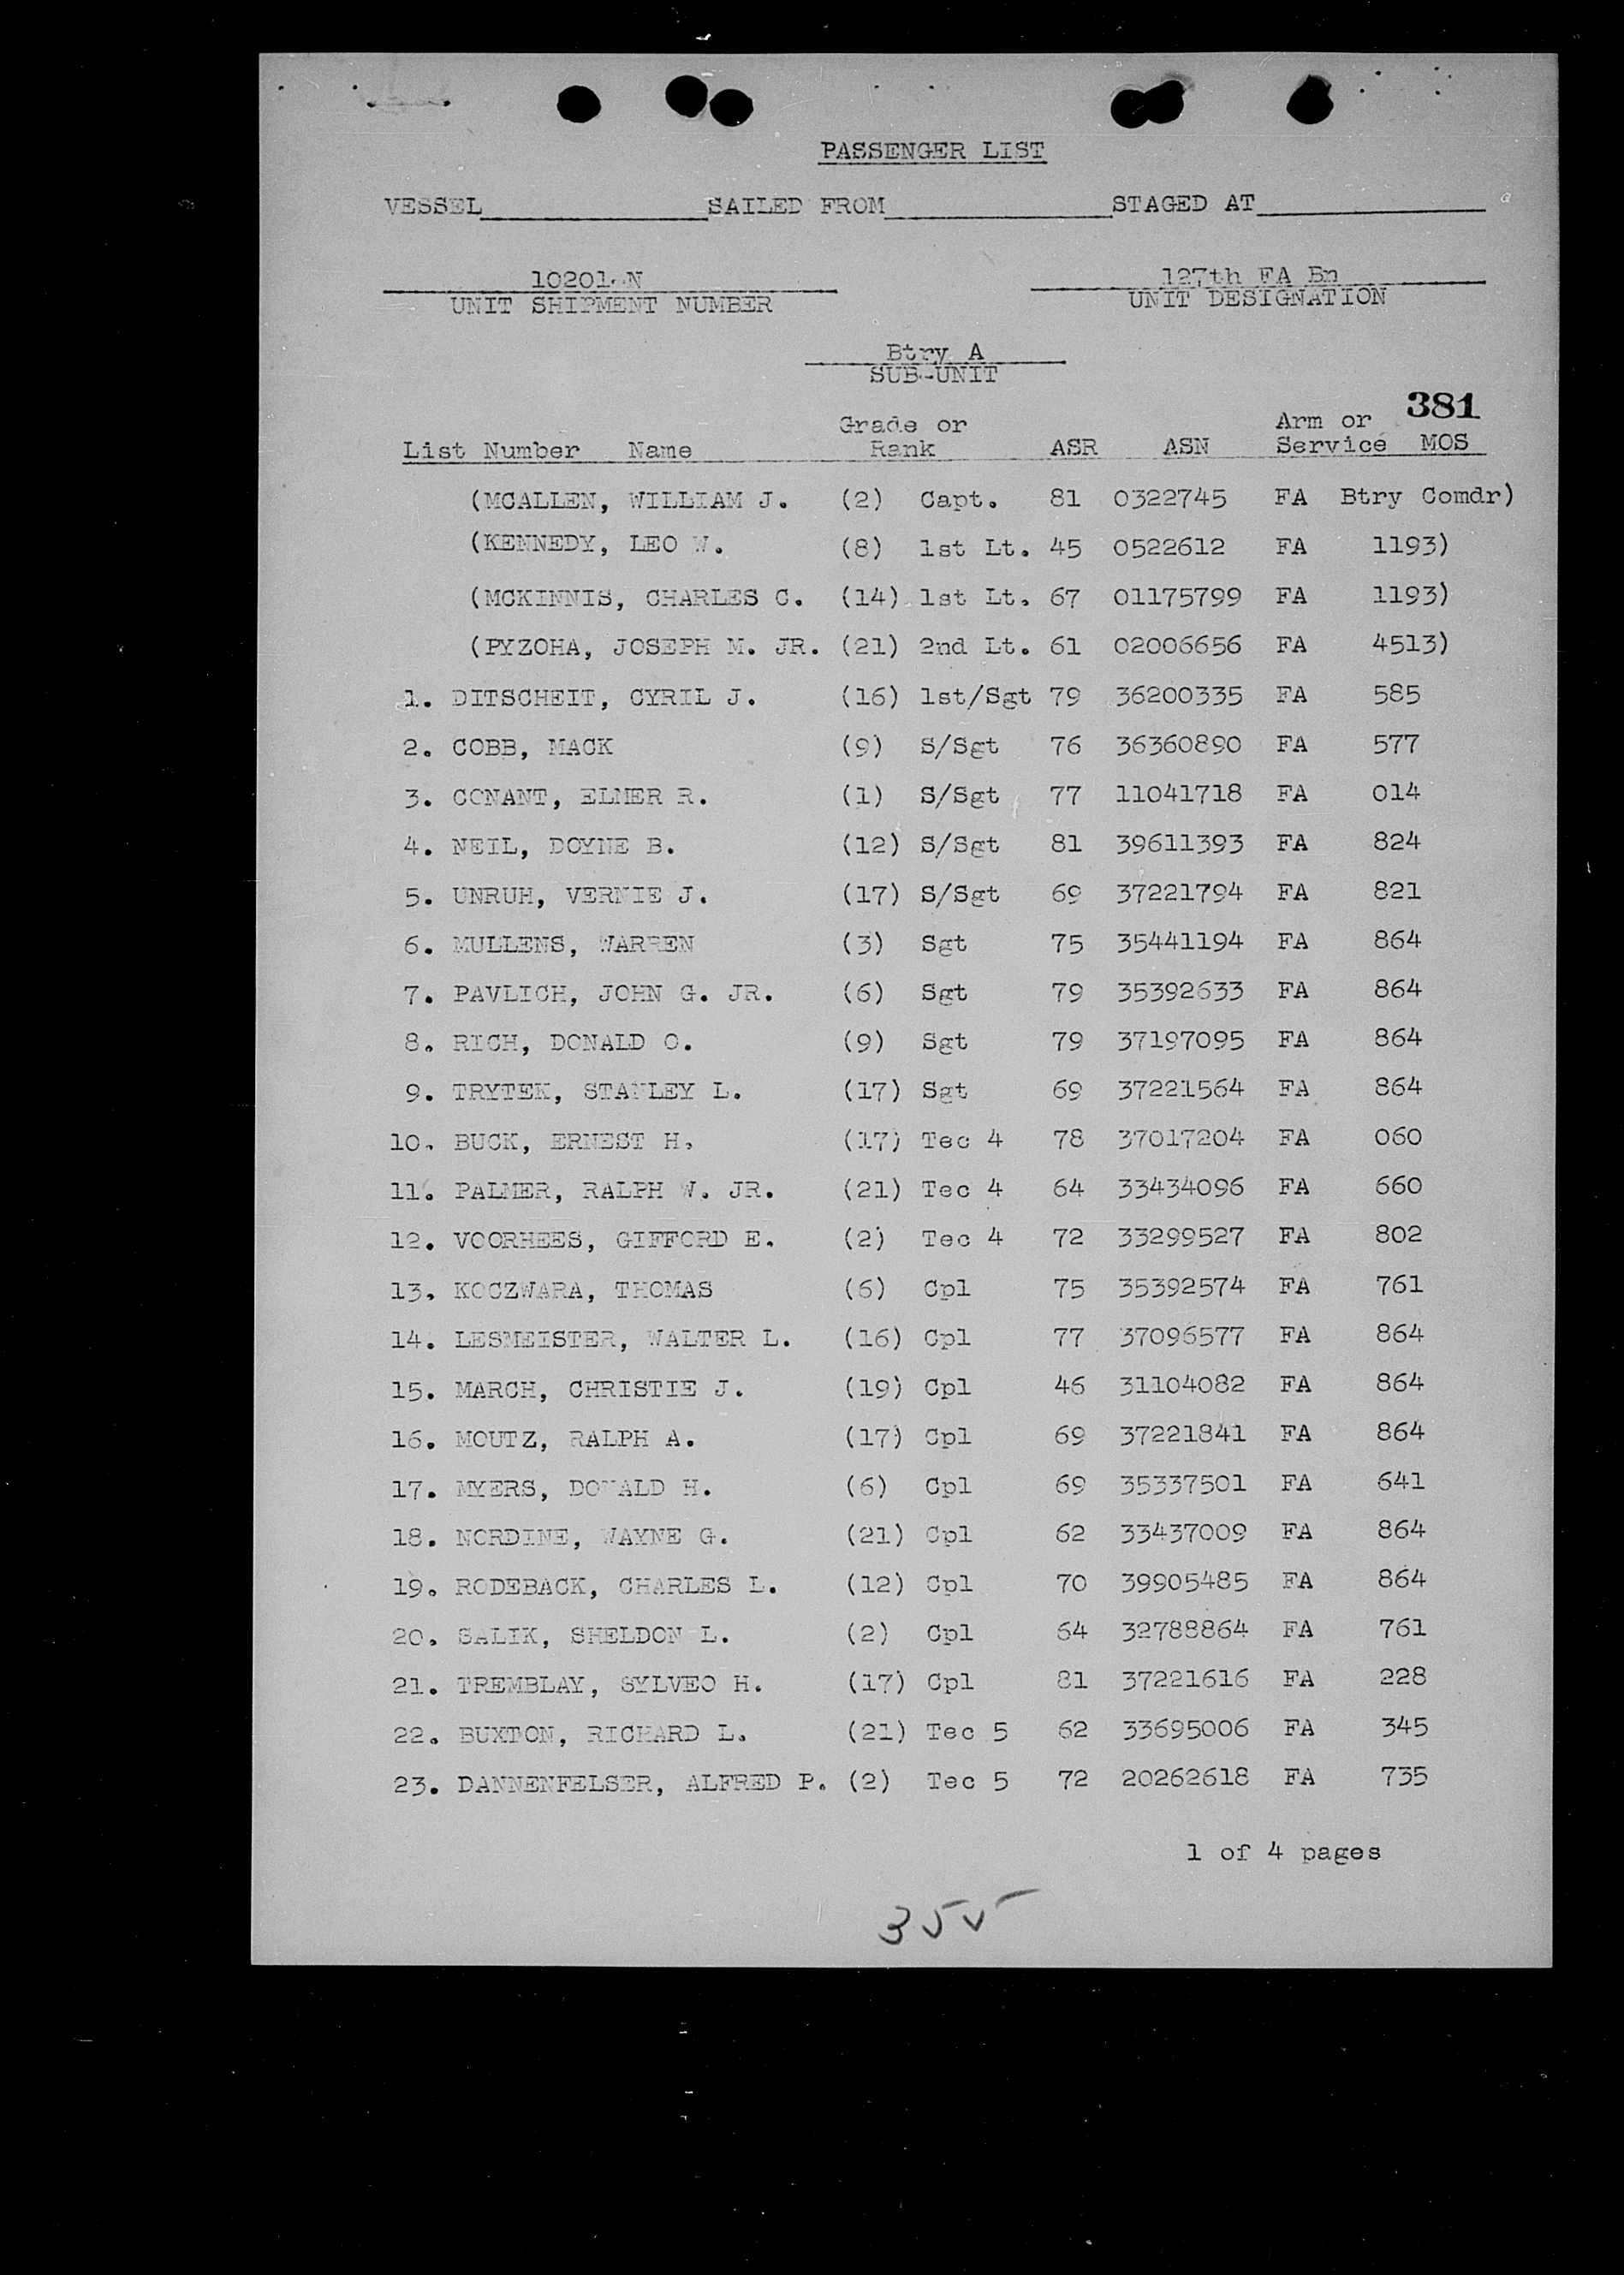 PASSENGER LIST
VESSEL SAILED FROM STAGED AT
10201-N 127th FA Bn
UNIT SHIPMENT NUMBER UNIT DESIGNATION
Btry A
SUB-UNIT
381
Grade or Arm or
List Number Name Rank ASR ASN Service MOS
(MCALLEN, WILLIAM J. (2) Capt. 81 0322745 FA Btry Comdr)
(KENNEDY, LEO W. (8) 1st Lt. 45 0522612 FA 1193)
(MCKINNIS, CHARLES C. (14) 1st Lt. 67 01175799 FA 1193)
(PYZOHA, JOSEPH M. JR. (21) 2nd Lt. 61 02006656 FA 4513)
1. DITSCHEIT, CYRIL J. (16) 1st/Sgt 79 36200335 FA 585
2. COBB, MACK (9) S/Sgt 76 36360890 FA 577
3. CONANT, ELMER R. (1) S/Sgt 77 11041718 FA 014
4. NEIL, DOYNE B. (12) S/Sgt 81 39611393 FA 824
5. UNRUH, VERNIE J. (17) S/Sgt 69 37221794 FA 821
6. MULLENS, WARREN (3) Sgt 75 35441194 FA 864
7. PAVLICH, JOHN G. JR. (6) Sgt 79 35392633 FA 864
8. RICH, DONALD O. (9) Sgt 79 37197095 FA 864
9. TRYTEK, STANLEY L. (17) Sgt 69 37221564 FA 864
10. BUCK, ERNEST H. (17) Tec 4 78 37017204 FA 060
11. PALMER, RALPH W. JR. (21) Tec 4 64 33434096 FA 660
12. VOORHEES, GIFFORD E. (2) Tec 4 72 33299527 FA 802
13. KOCZWARA, THOMAS (6) Cpl 75 35392574 FA 761
14. LESMEISTER, WALTER L. (16) Cpl 77 37096577 FA 864
15. MARCH, CHRISTIE J. (19) Cpl 46 31104082 FA 864
16. MOUTZ, RALPH A. (17) Cpl 69 37221841 FA 864
17. MYERS, DONALD H. (6) Cpl 69 35337501 FA 641
18. NORDINE, WAYNE G. (21) Cpl 62 33437009 FA 864
19. RODEBACK, CHARLES L. (12) Cpl 70 39905485 FA 864
20. SALIK, SHELDON L. (2) Cpl 64 32788864 FA 761
21. TREMBLAY, SYLVEO H. (17) Cpl 81 37221616 FA 228
22. BUXTON, RICHARD L. (21) Tec 5 62 33695006 FA 345
23. DANNENFELSER, ALFRED P. (2) Tec 5 72 20262618 FA 735
1 of 4 pages
355